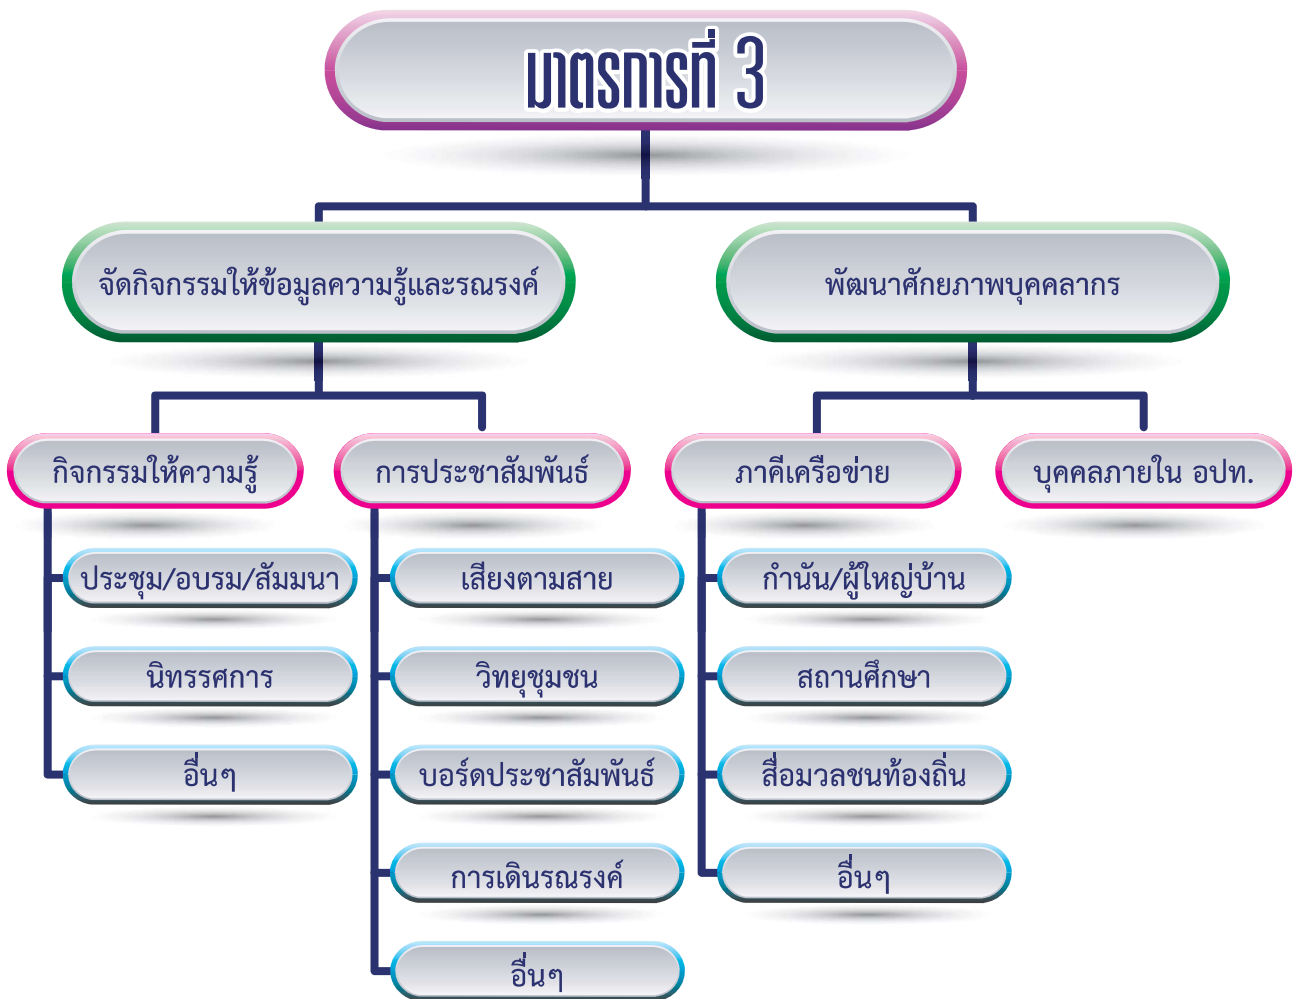 มาตรการที่ 3
จัดกิจกรรมให้ข้อมูลความรู้และรณรงค์
พัฒนาศักยภาพบุคคลากร
กิจกรรมให้ความรู้
การประชาสัมพันธ์
ภาคีเครือข่าย
บุคคลภายใน อปท.
ประชุม/อบรม/สัมมนา
เสียงตามสาย
กำนัน/ผู้ใหญ่บ้าน
นิทรรศการ
วิทยุชุมชน
สถานศึกษา
อื่นๆ
บอร์ดประชาสัมพันธ์
สื่อมวลชนท้องถิ่น
การเดินรณรงค์
อื่นๆ
อื่นๆ